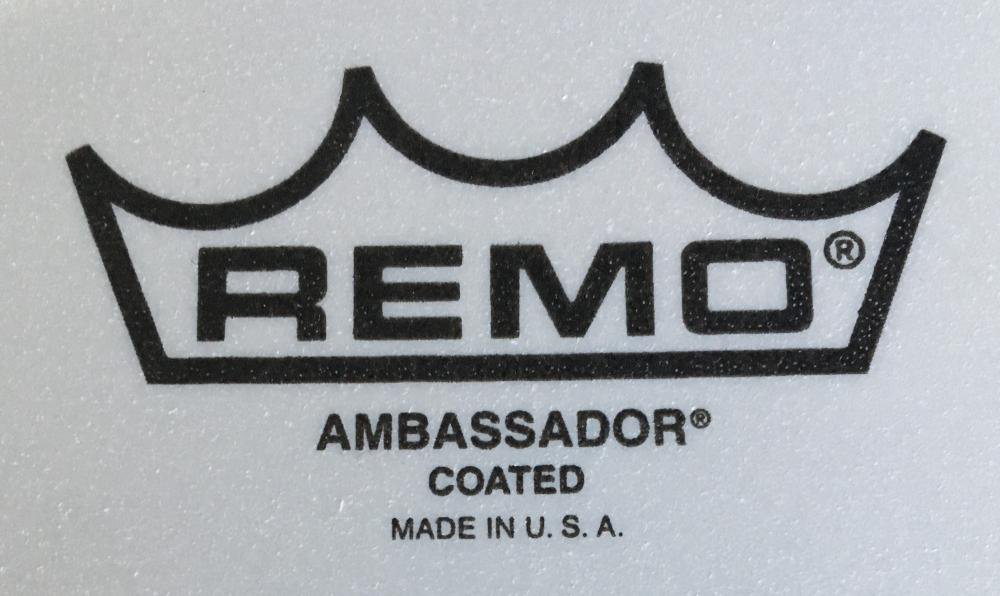 REMO®
AMBASSADOR®
COATED
MADE IN U. S. A.